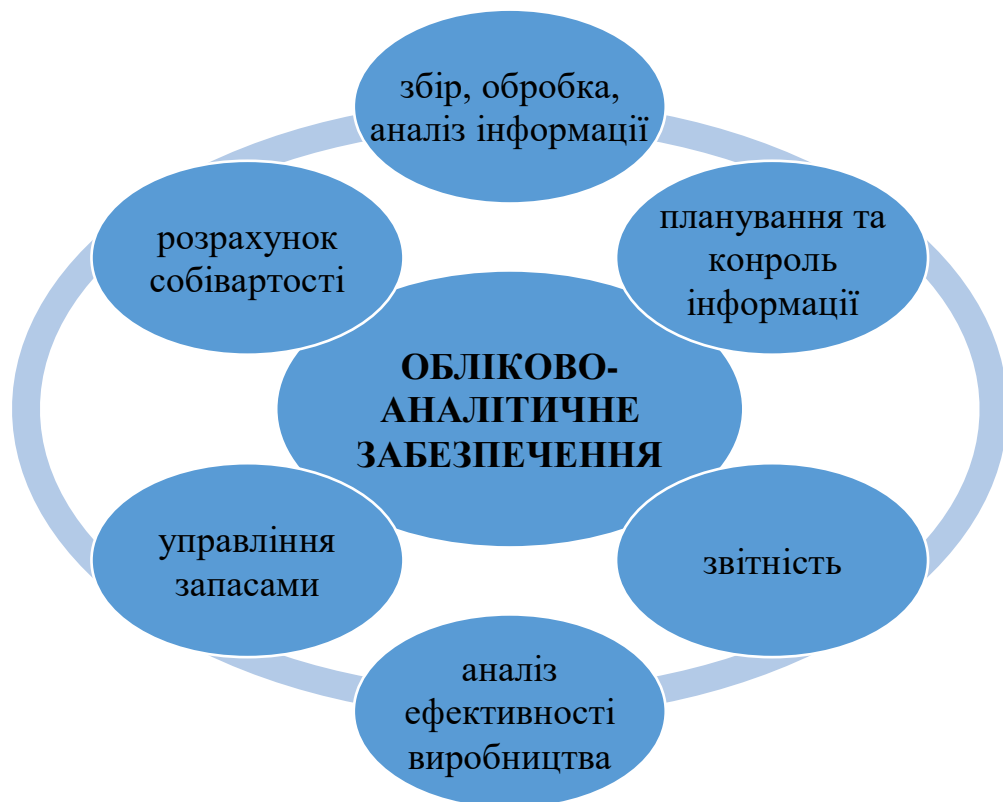 збір, обробка,
аналіз інформації
планування та
конроль
інформації
розрахунок
собівартості
ОБЛІКОВО-
АНАЛІТИЧНЕ
ЗАБЕЗПЕЧЕННЯ
управління
запасами
звітність
аналіз
ефективності
виробництва